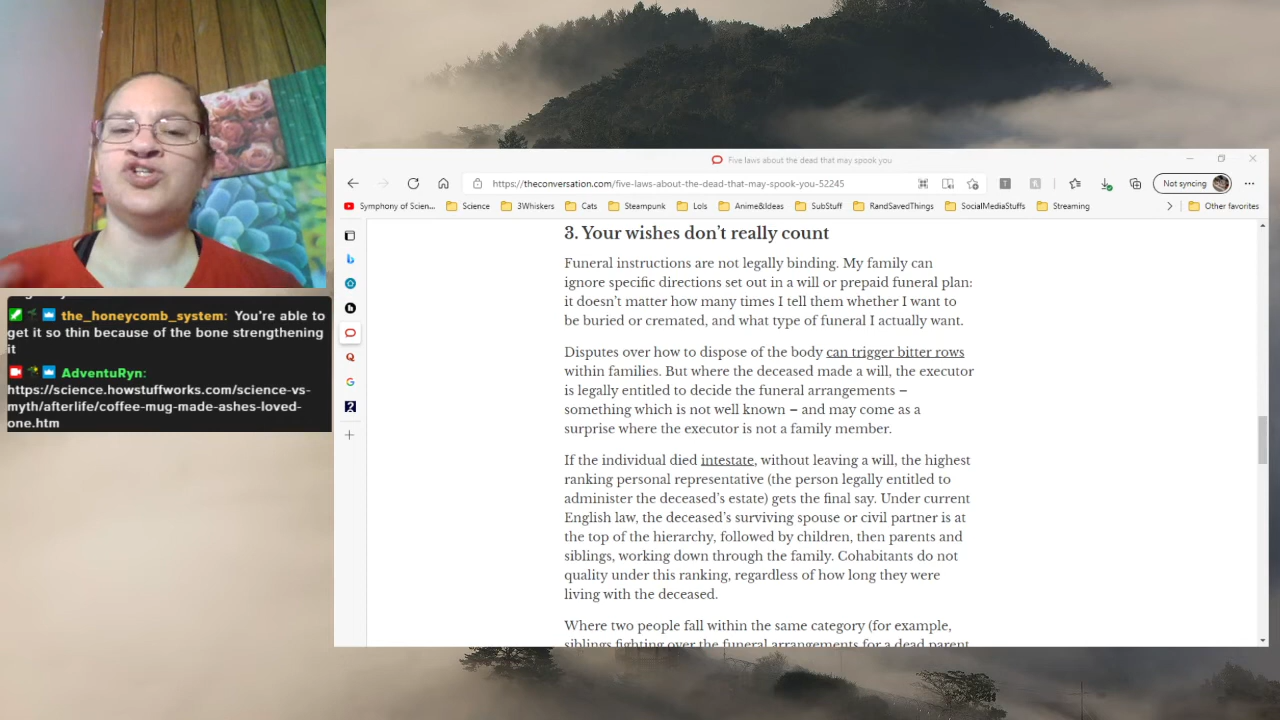 the_honeycomb_system: You're able to
get it so thin because of the bone strengthening
it
AdventuRyn:
https://science.howstuffworks.com/science-vs-
myth/afterlife/coffee-mug-made-ashes-loved-
one.htm
Five laws about the dead that may spook you
https://theconversation.com/five-laws-about-the-dead-that-may-spook-you-52245
Not syncing
Symphony of Scien... Science 3Whiskers Cats Steampunk Lols Anime&Ideas SubStuff RandSavedThings SocialMediaStuffs Streaming Other favorites
3. Your wishes don't really count
Funeral instructions are not legally binding. My family can
ignore specific directions set out in a will or prepaid funeral plan:
it doesn't matter how many times I tell them whether I want to
be buried or cremated, and what type of funeral I actually want.
Disputes over how to dispose of the body can trigger bitter rows
within families. But where the deceased made a will, the executor
is legally entitled to decide the funeral arrangements –
something which is not well known – and may come as a
surprise where the executor is not a family member.
If the individual died intestate, without leaving a will, the highest
ranking personal representative (the person legally entitled to
administer the deceased's estate) gets the final say. Under current
English law, the deceased's surviving spouse or civil partner is at
the top of the hierarchy, followed by children, then parents and
siblings, working down through the family. Cohabitants do not
quality under this ranking, regardless of how long they were
living with the deceased.
Where two people fall within the same category (for example,
siblings fighting over the funeral arrangements for a dead parent